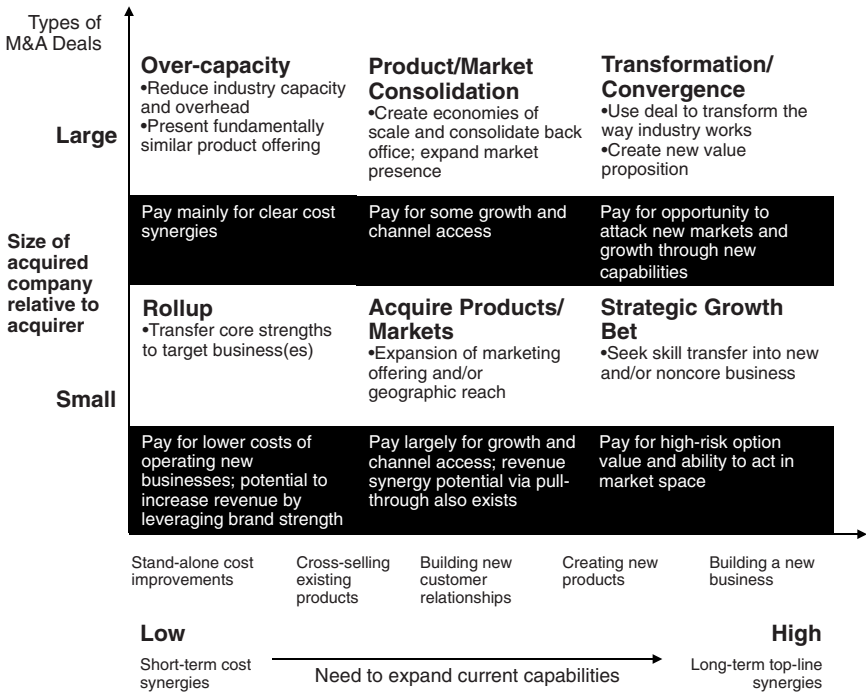 Types of
M&A Deals
Over-capacity
•Reduce industry capacity
and overhead
•Present fundamentally
similar product offering
Product/Market
Consolidation
•Create economies of
scale and consolidate back
office; expand market
presence
Transformation/
Convergence
•Use deal to transform the
way industry works
•Create new value
proposition
Large
Pay mainly for clear cost
synergies
Pay for some growth and
channel access
Pay for opportunity to
attack new markets and
growth through new
capabilities
Size of
acquired
company
relative to
acquirer
Rollup
•Transfer core strengths
to target business(es)
Acquire Products/
Markets
•Expansion of marketing
offering and/or
geographic reach
Strategic Growth
Bet
•Seek skill transfer into new
and/or noncore business
Small
Pay for lower costs of
operating new
businesses; potential to
increase revenue by
leveraging brand strength
Pay largely for growth and
channel access; revenue
synergy potential via pull-
through also exists
Pay for high-risk option
value and ability to act in
market space
Stand-alone cost
improvements
Cross-selling
existing
products
Building new
customer
relationships
Creating new
products
Building a new
business
Low
High
Short-term cost
synergies
Need to expand current capabilities
Long-term top-line
synergies